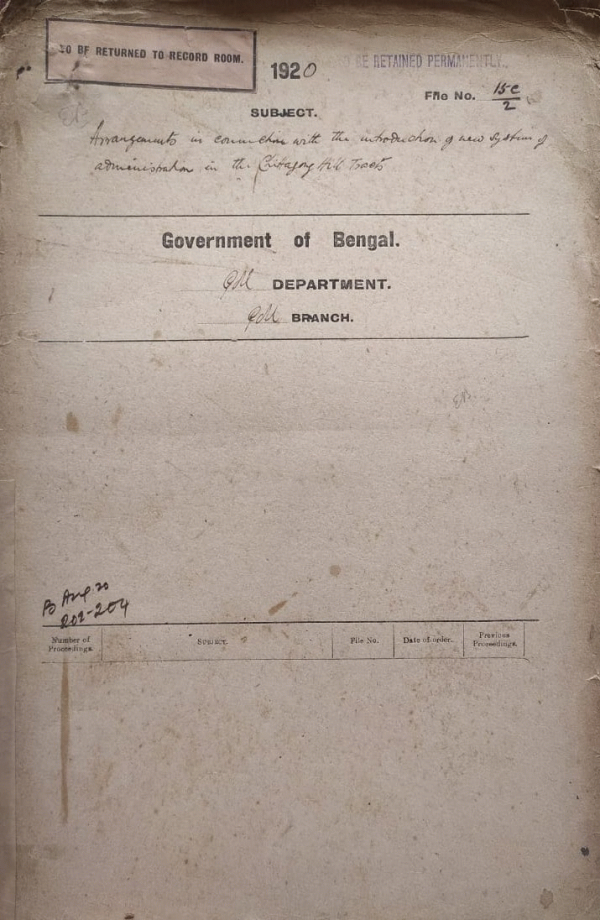 TO BE RETURNED TO RECORD ROOM.
1920
BE RETAINED PERMANENTLY.
File No. 15C/2
SUBJECT.
Arrangements in connection with the introduction of new system of
administration in the Chittagong Hill Tracts
Government of Bengal.
DEPARTMENT.
BRANCH.
B Aug 20
202-204
Number of Proceedings.
SUBJECT.
File No.
Date of order.
Previous Proceedings.